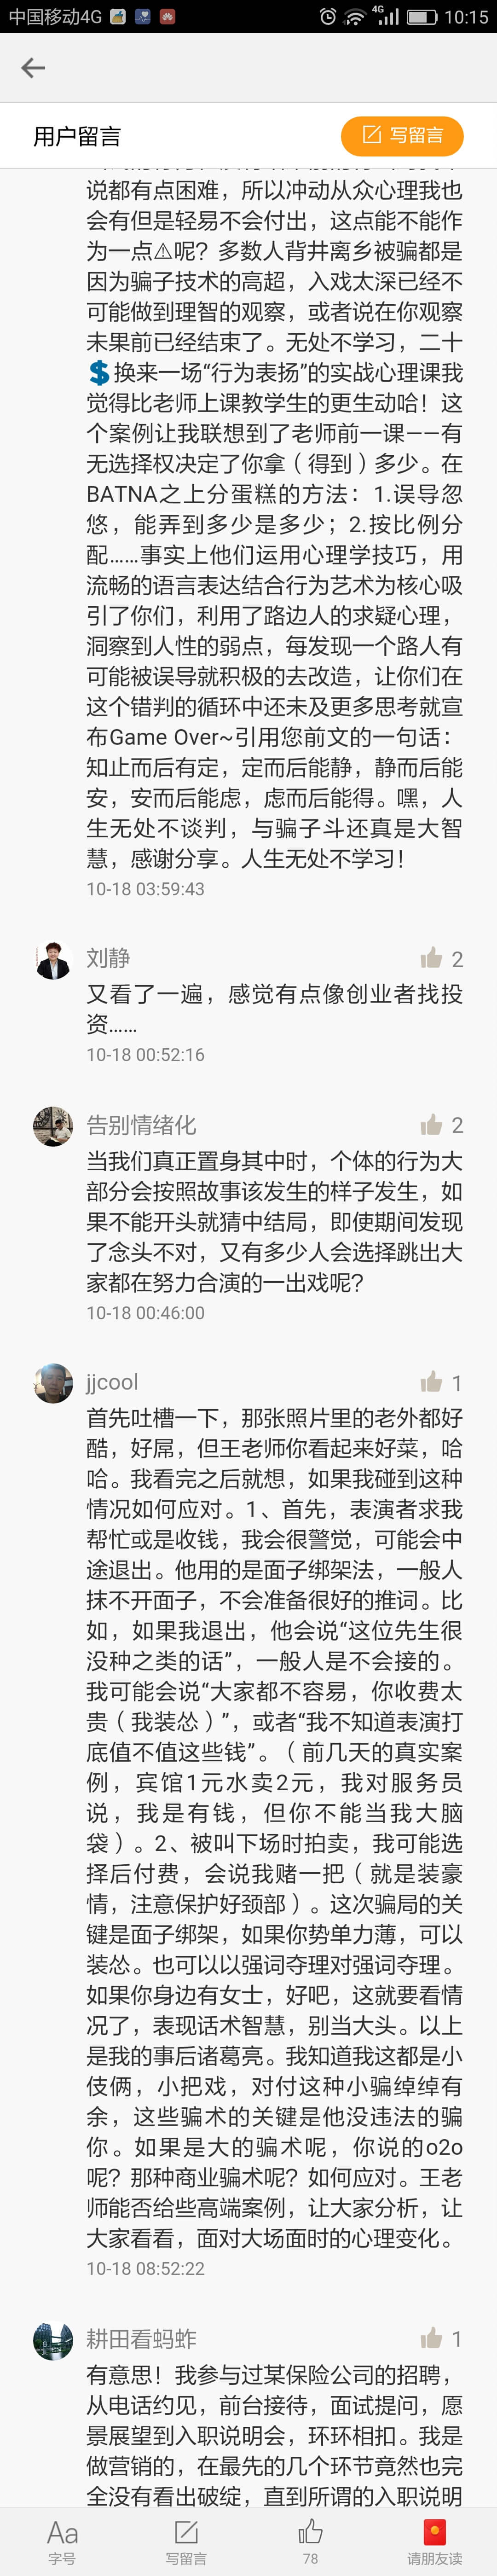 中国移动4G 4G 10:15
用户留言 写留言
说都有点困难，所以冲动从众心理我也
会有但是轻易不会付出，这点能不能作
为一点⚠呢？多数人背井离乡被骗都是
因为骗子技术的高超，入戏太深已经不
可能做到理智的观察，或者说在你观察
未果前已经结束了。无处不学习，二十
💲换来一场“行为表扬”的实战心理课我
觉得比老师上课教学生的更生动哈！这
个案例让我联想到了老师前一课——有
无选择权决定了你拿（得到）多少。在
BATNA之上分蛋糕的方法：1.误导忽
悠，能弄到多少是多少；2.按比例分
配……事实上他们运用心理学技巧，用
流畅的语言表达结合行为艺术为核心吸
引了你们，利用了路边人的求疑心理，
洞察到人性的弱点，每发现一个路人有
可能被误导就积极的去改造，让你们在
这个错判的循环中还未及更多思考就宣
布Game Over~引用您前文的一句话：
知止而后有定，定而后能静，静而后能
安，安而后能虑，虑而后能得。嘿，人
生无处不谈判，与骗子斗还真是大智
慧，感谢分享。人生无处不学习！
10-18 03:59:43
刘静 2
又看了一遍，感觉有点像创业者找投
资……
10-18 00:52:16
告别情绪化 2
当我们真正置身其中时，个体的行为大
部分会按照故事该发生的样子发生，如
果不能开头就猜中结局，即使期间发现
了念头不对，又有多少人会选择跳出大
家都在努力合演的一出戏呢？
10-18 00:46:00
jjcool 1
首先吐槽一下，那张照片里的老外都好
酷，好屌，但王老师你看起来好菜，哈
哈。我看完之后就想，如果我碰到这种
情况如何应对。1、首先，表演者求我
帮忙或是收钱，我会很警觉，可能会中
途退出。他用的是面子绑架法，一般人
抹不开面子，不会准备很好的推词。比
如，如果我退出，他会说“这位先生很
没种之类的话”，一般人是不会接的。
我可能会说“大家都不容易，你收费太
贵（我装怂）”，或者“我不知道表演打
底值不值这些钱”。（前几天的真实案
例，宾馆1元水卖2元，我对服务员
说，我是有钱，但你不能当我大脑
袋）。2、被叫下场时拍卖，我可能选
择后付费，会说我赌一把（就是装豪
情，注意保护好颈部）。这次骗局的关
键是面子绑架，如果你势单力薄，可以
装怂。也可以以强词夺理对强词夺理。
如果你身边有女士，好吧，这就要看情
况了，表现话术智慧，别当大头。以上
是我的事后诸葛亮。我知道我这都是小
伎俩，小把戏，对付这种小骗绰绰有
余，这些骗术的关键是他没违法的骗
你。如果是大的骗术呢，你说的o2o
呢？那种商业骗术呢？如何应对。王老
师能否给些高端案例，让大家分析，让
大家看看，面对大场面时的心理变化。
10-18 08:52:22
耕田看蚂蚱 1
有意思！我参与过某保险公司的招聘，
从电话约见，前台接待，面试提问，愿
景展望到入职说明会，环环相扣。我是
做营销的，在最先的几个环节竟然也完
全没有看出破绽，直到所谓的入职说明
Aa
字号 写留言 78 请朋友读